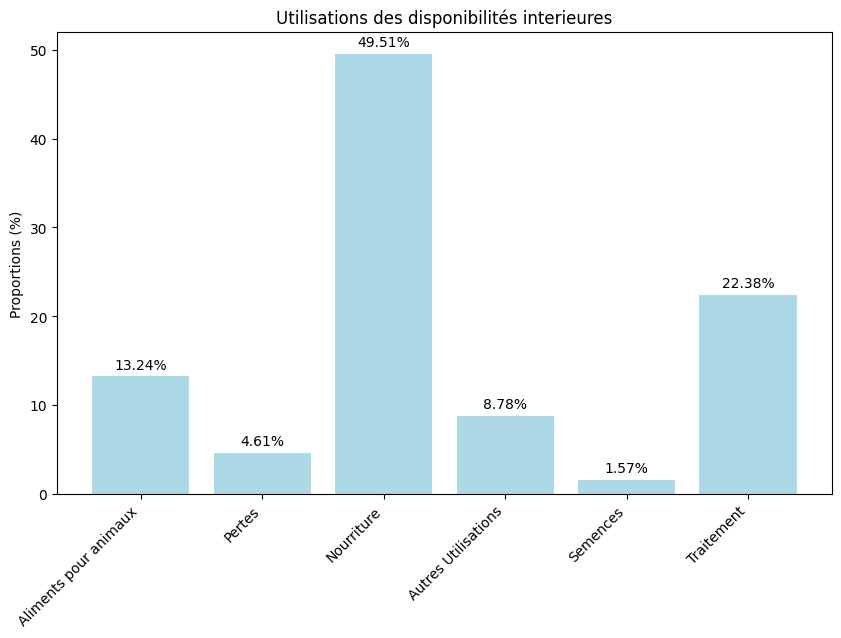 Utilisations des disponibilités interieures
Proportions (%)
50
40
30
20
10
0
13.24%
4.61%
49.51%
8.78%
1.57%
22.38%
Aliments pour animaux
Pertes
Nourriture
Autres Utilisations
Semences
Traitement